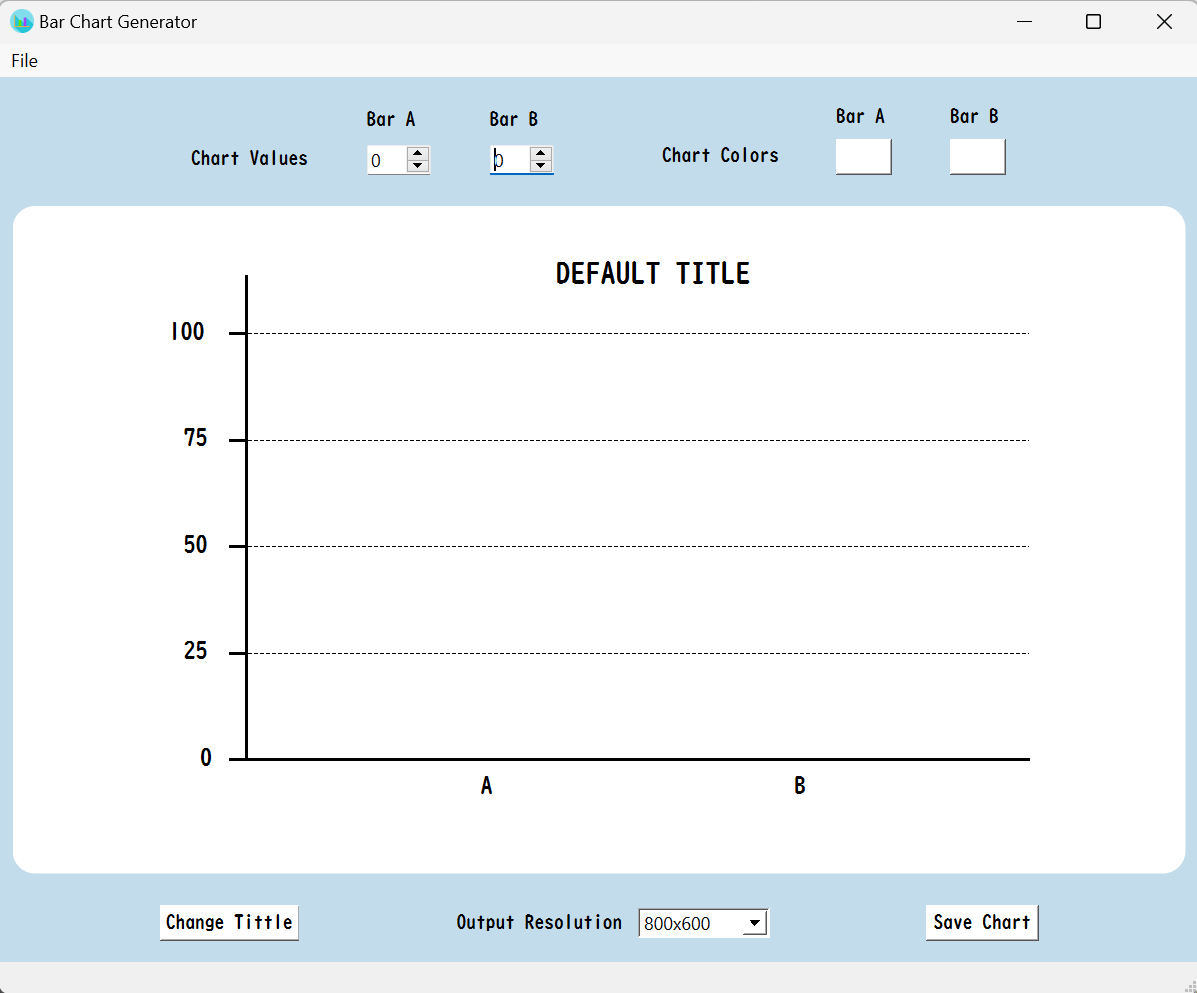 Bar Chart Generator
File
Bar A Bar B Bar A Bar B
Chart Values 0 0 Chart Colors
DEFAULT TITLE
100
75
50
25
0
A B
Change Tittle Output Resolution 800x600 Save Chart